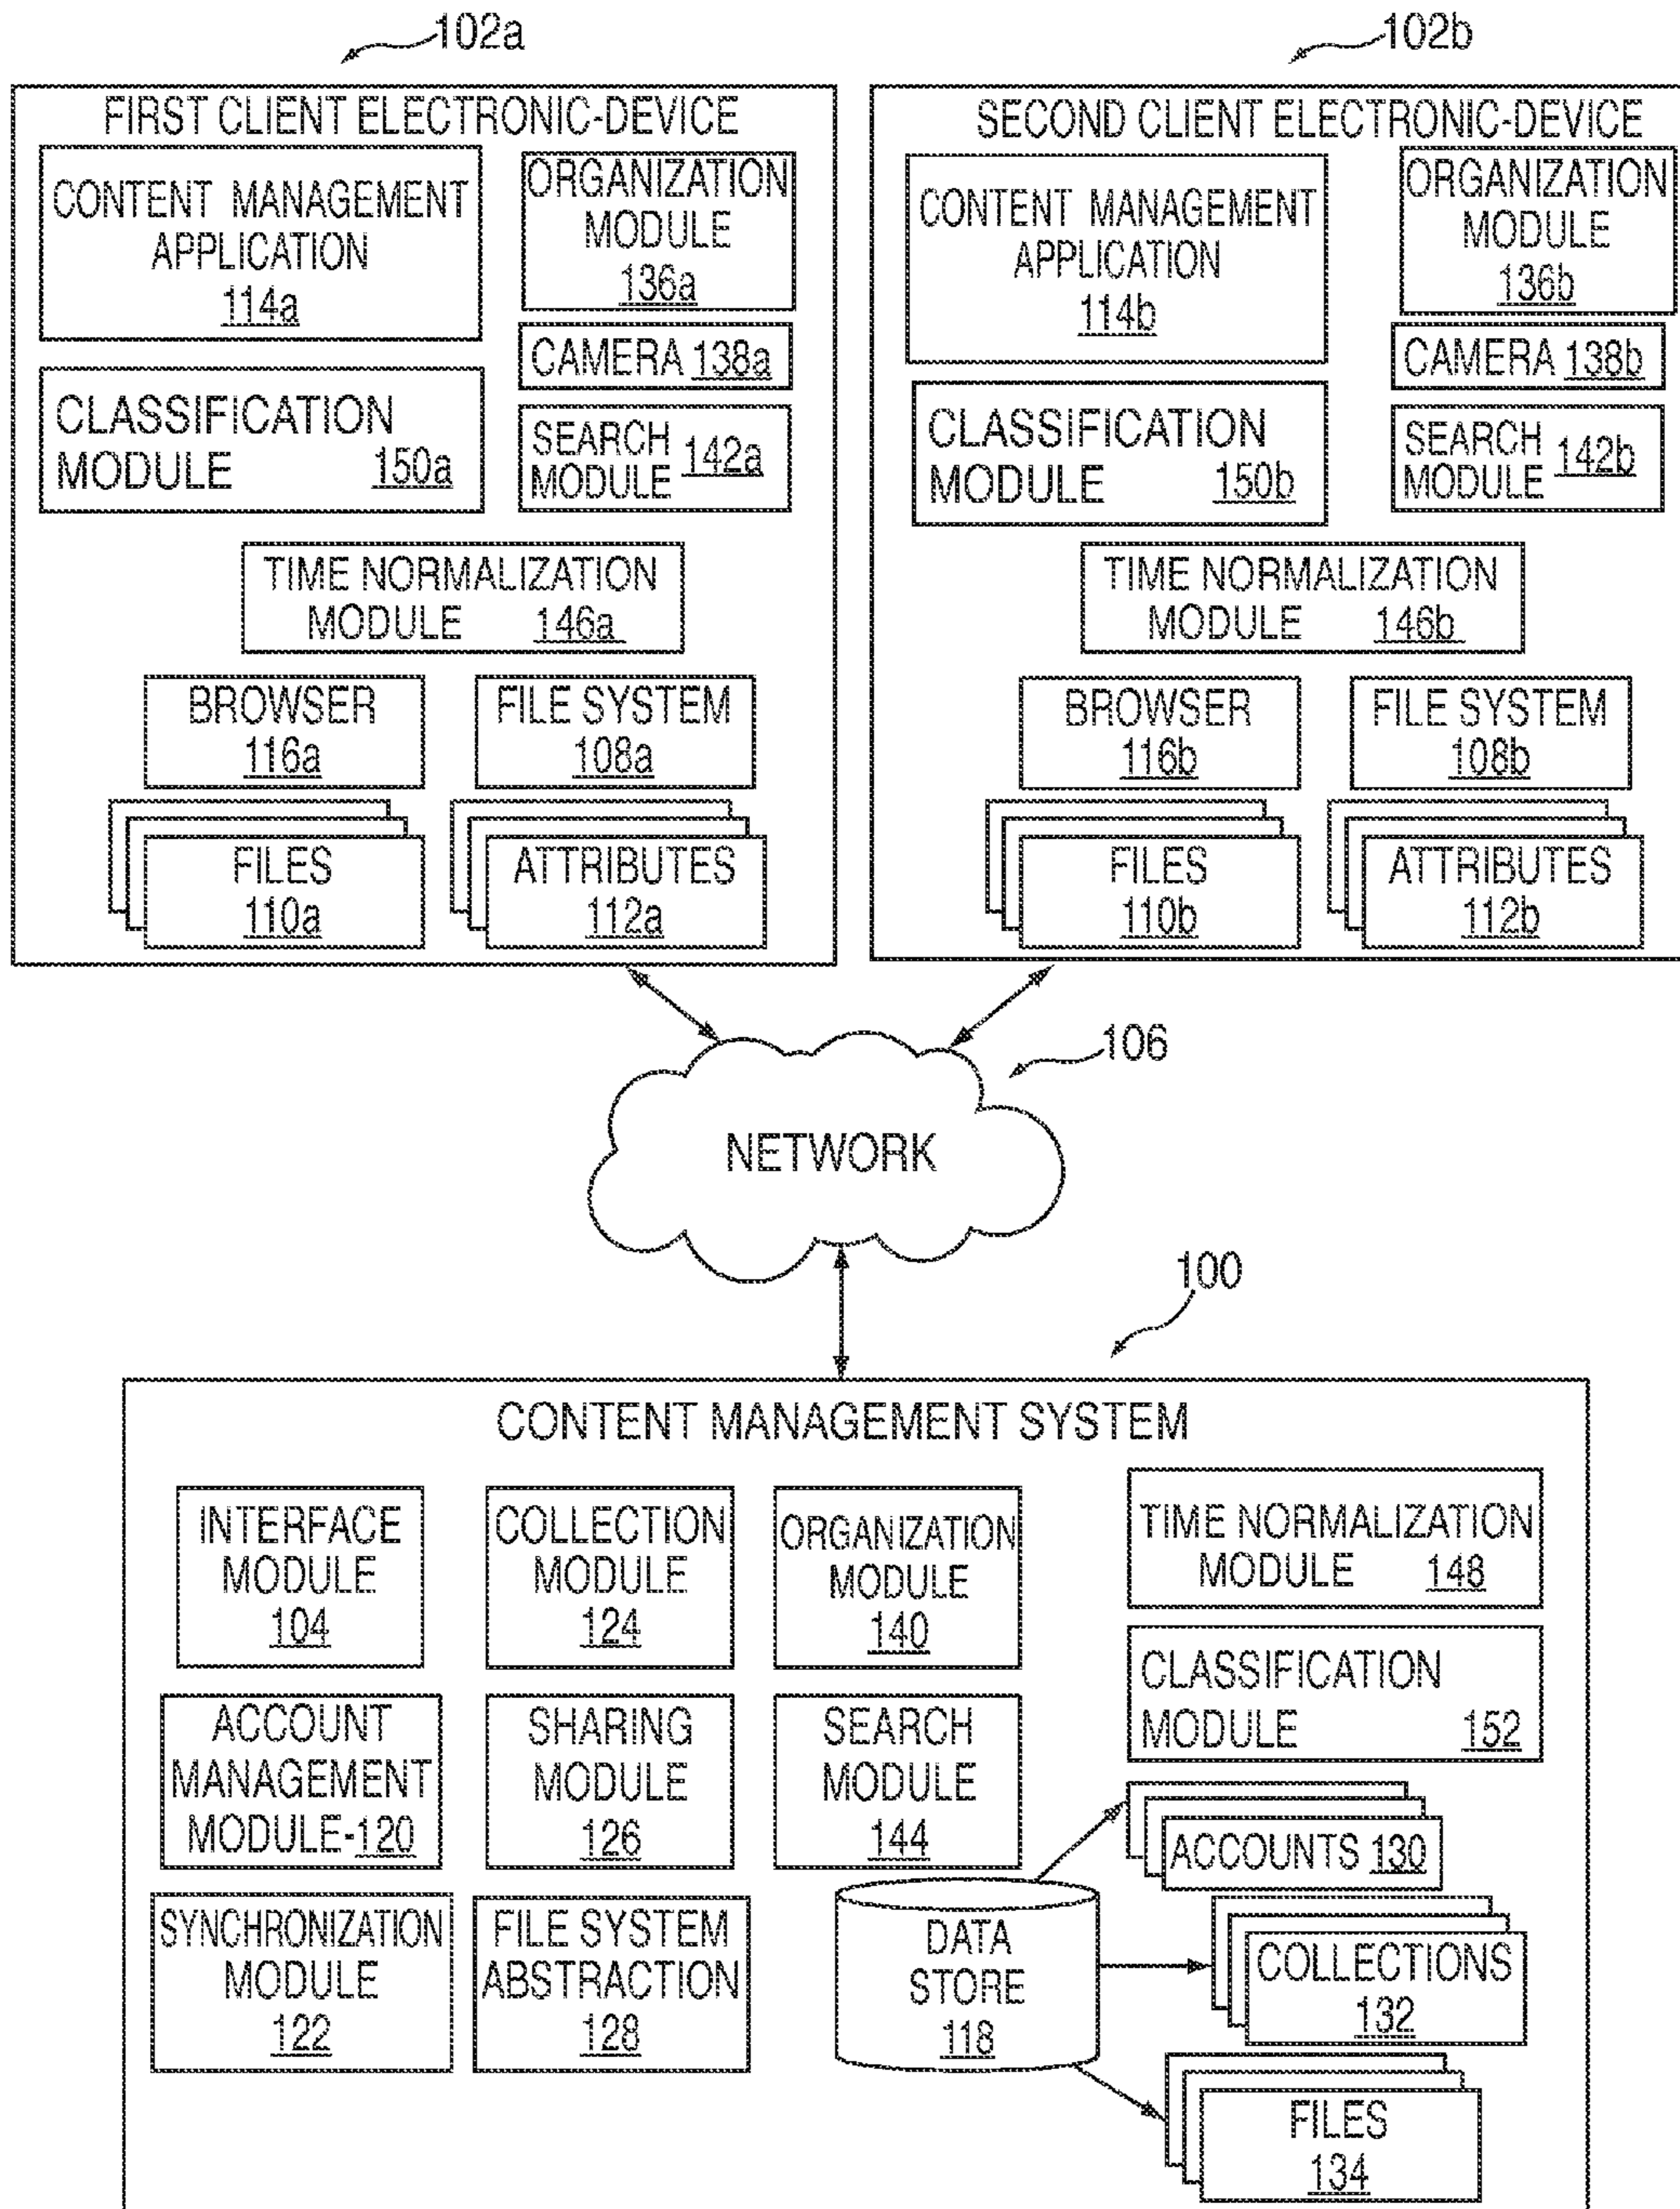 102a
102b
FIRST CLIENT ELECTRONIC-DEVICE
CONTENT MANAGEMENT
APPLICATION
114a
ORGANIZATION
MODULE
136a
CAMERA 138a
CLASSIFICATION
MODULE 150a
SEARCH
MODULE 142a
TIME NORMALIZATION
MODULE 146a
BROWSER
116a
FILE SYSTEM
108a
FILES
110a
ATTRIBUTES
112a
SECOND CLIENT ELECTRONIC-DEVICE
CONTENT MANAGEMENT
APPLICATION
114b
ORGANIZATION
MODULE
136b
CAMERA 138b
CLASSIFICATION
MODULE 150b
SEARCH
MODULE 142b
TIME NORMALIZATION
MODULE 146b
BROWSER
116b
FILE SYSTEM
108b
FILES
110b
ATTRIBUTES
112b
106
NETWORK
100
CONTENT MANAGEMENT SYSTEM
INTERFACE
MODULE
104
COLLECTION
MODULE
124
ORGANIZATION
MODULE
140
TIME NORMALIZATION
MODULE 148
CLASSIFICATION
MODULE 152
ACCOUNT
MANAGEMENT
MODULE-120
SHARING
MODULE
126
SEARCH
MODULE
144
ACCOUNTS 130
SYNCHRONIZATION
MODULE
122
FILE SYSTEM
ABSTRACTION
128
DATA
STORE
118
COLLECTIONS
132
FILES
134